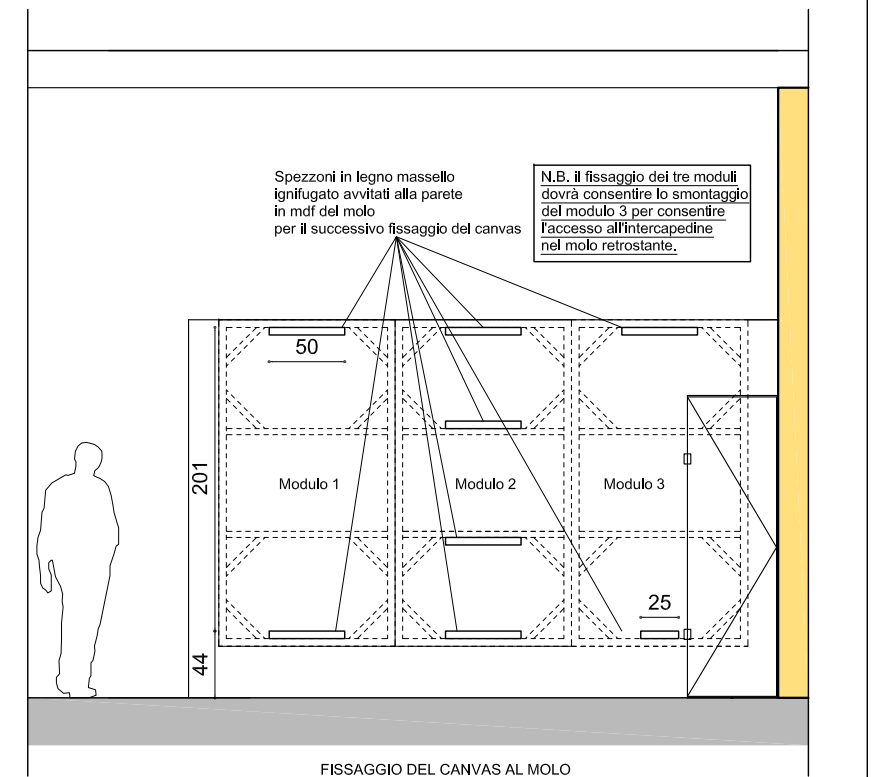 Spezzoni in legno massello
ignifugato avvitati alla parete
in mdf del molo
per il successivo fissaggio del canvas
N.B. il fissaggio dei tre moduli
dovrà consentire lo smontaggio
del modulo 3 per consentire
l'accesso all'intercapedine
nel molo retrostante.
50
201
Modulo 1
Modulo 2
Modulo 3
25
44
FISSAGGIO DEL CANVAS AL MOLO